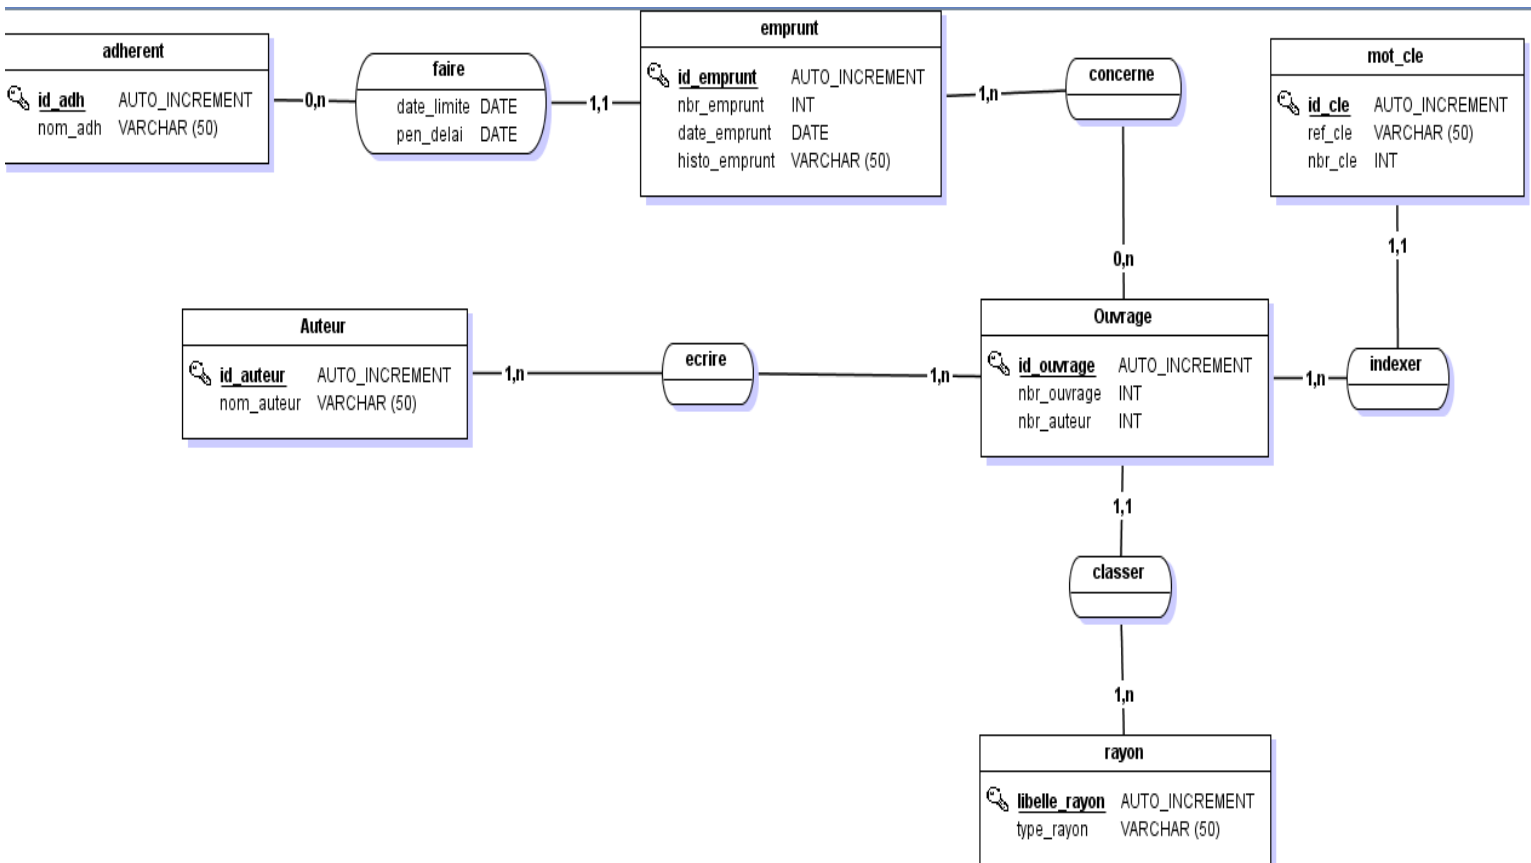 adherent
id_adh AUTO_INCREMENT
nom_adh VARCHAR (50)
0,n
faire
date_limite DATE
pen_delai DATE
1,1
emprunt
id_emprunt AUTO_INCREMENT
nbr_emprunt INT
date_emprunt DATE
histo_emprunt VARCHAR (50)
1,n
concerne
0,n
mot_cle
id_cle AUTO_INCREMENT
ref_cle VARCHAR (50)
nbr_cle INT
1,1
Auteur
id_auteur AUTO_INCREMENT
nom_auteur VARCHAR (50)
1,n
ecrire
1,n
Ouvrage
id_ouvrage AUTO_INCREMENT
nbr_ouvrage INT
nbr_auteur INT
1,n
indexer
1,1
classer
1,n
rayon
libelle_rayon AUTO_INCREMENT
type_rayon VARCHAR (50)